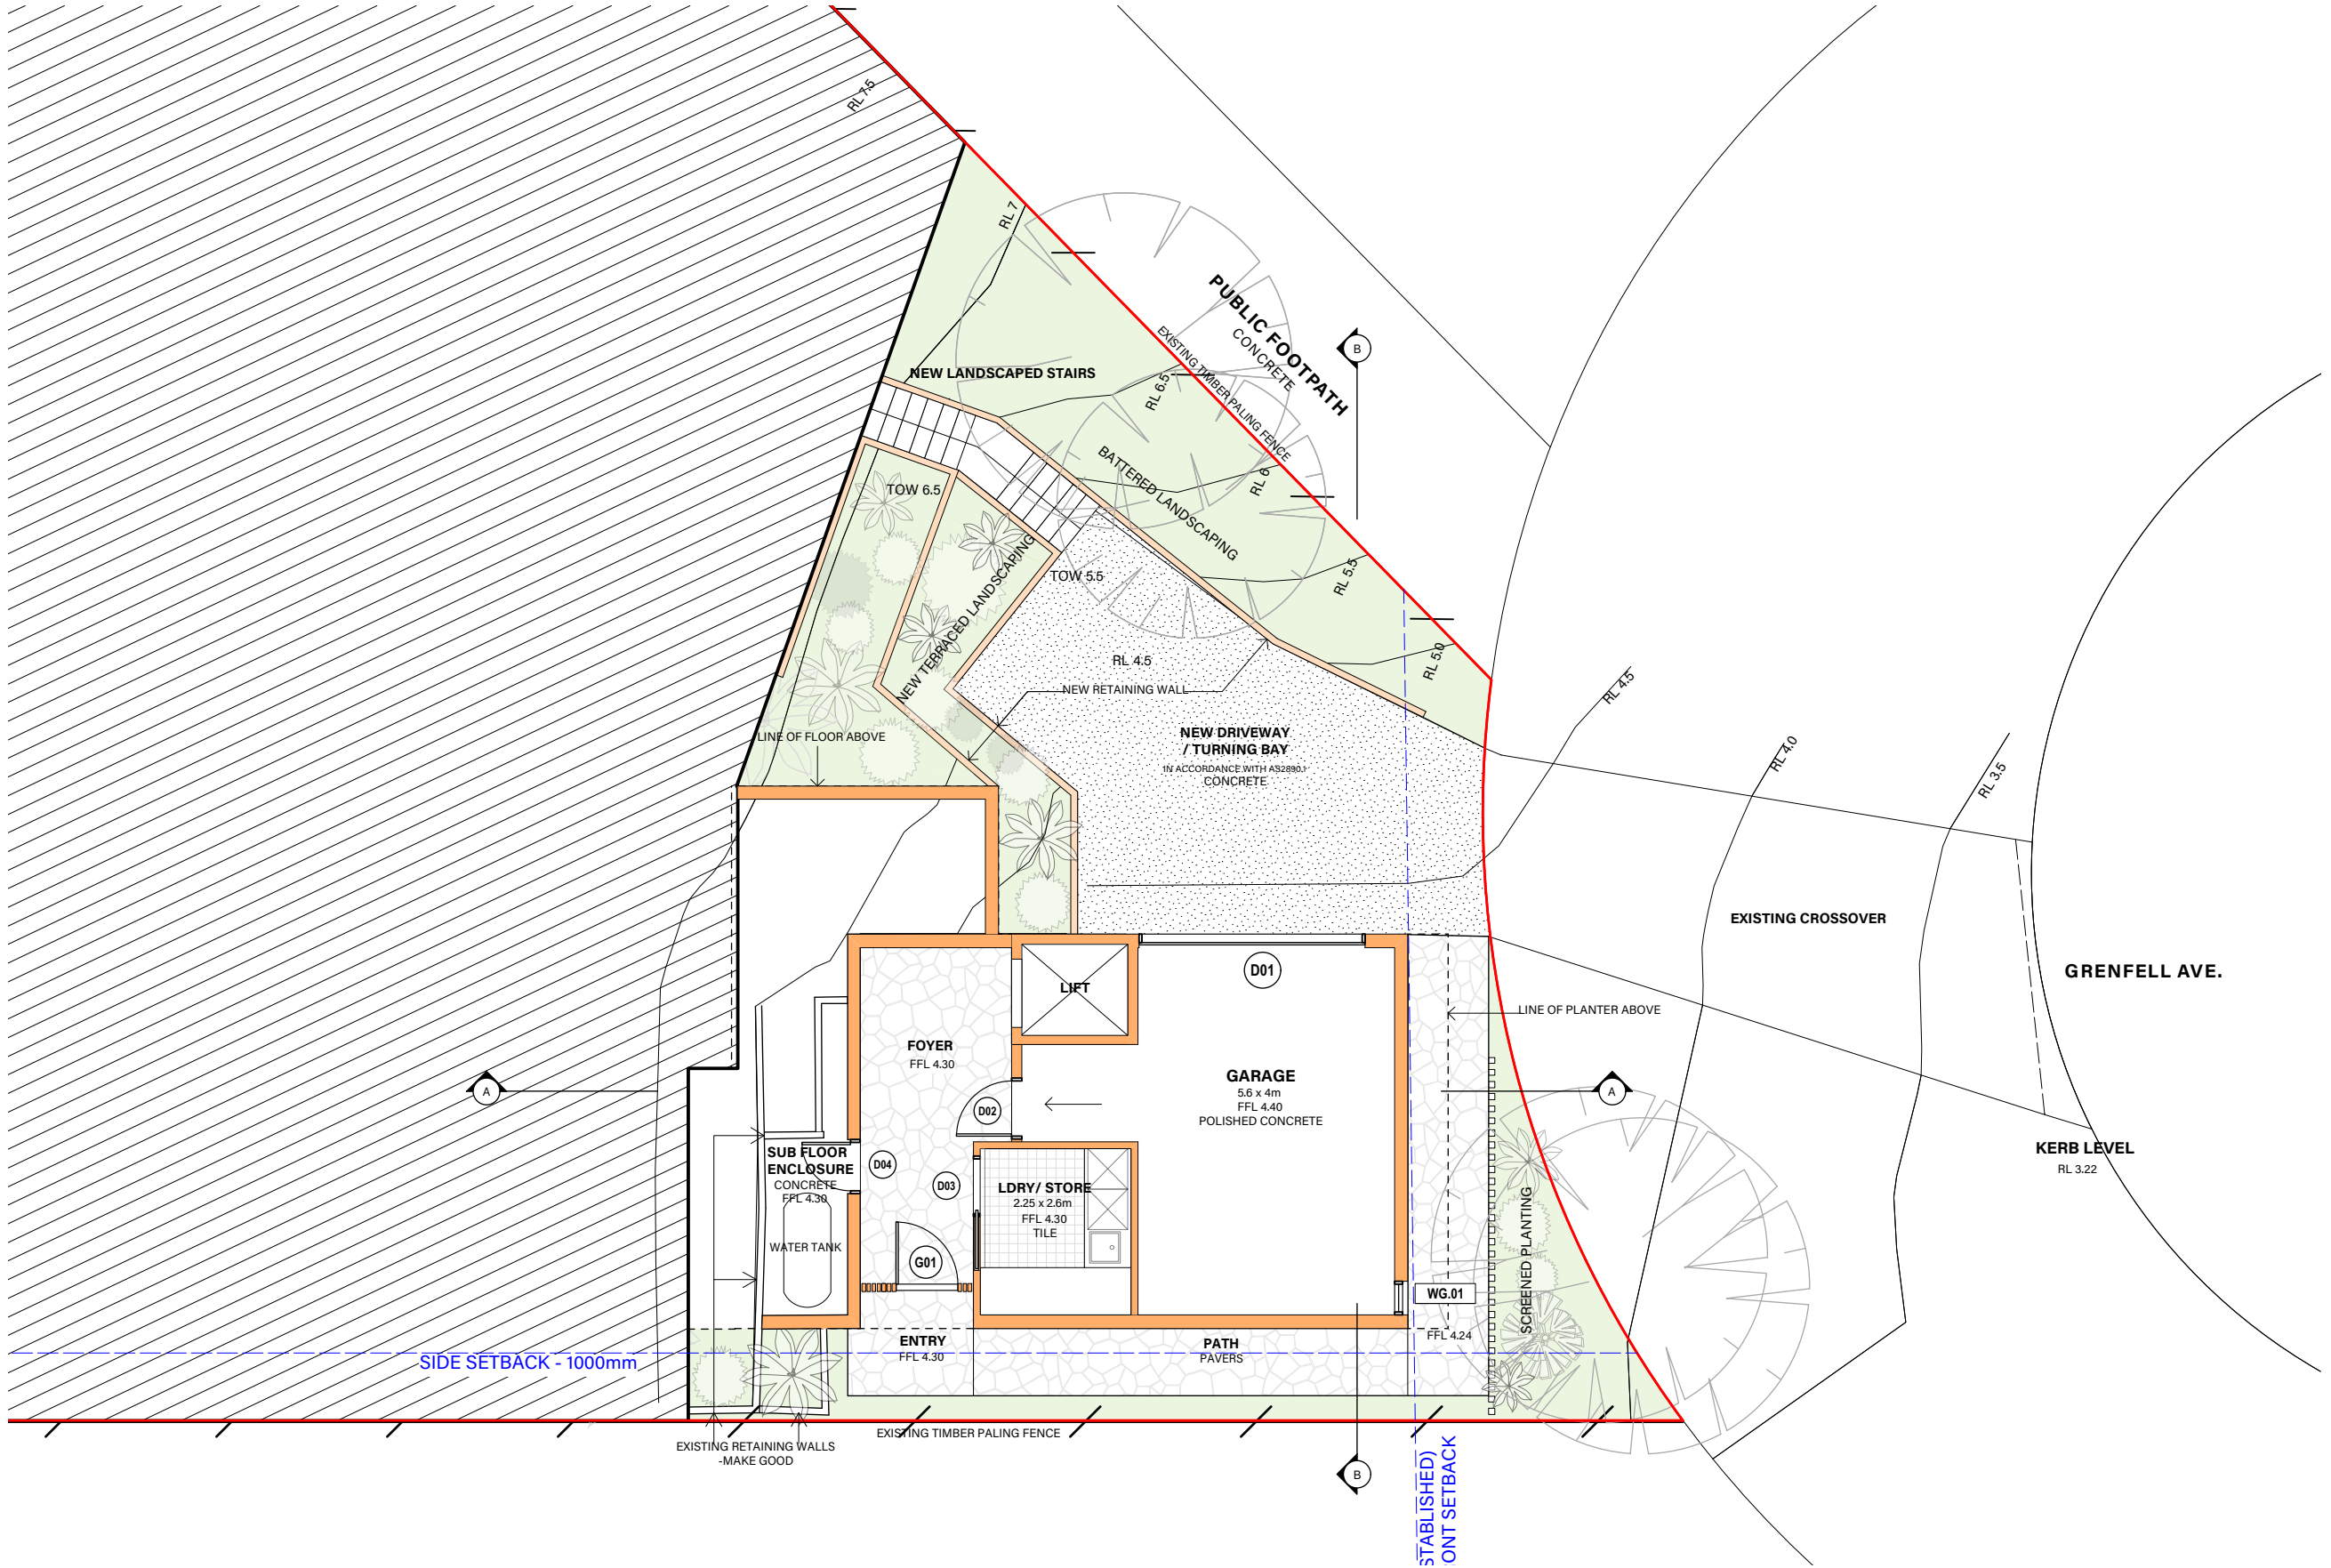 RL 7.5
RL 7
PUBLIC FOOTPATH
CONCRETE
EXISTING TIMBER PALING FENCE
B
NEW LANDSCAPED STAIRS
RL 6.5
BATTERED LANDSCAPING
RL 6
TOW 6.5
TOW 5.5
RL 5.5
NEW TERRACED LANDSCAPING
RL 4.5
RL 5.0
NEW RETAINING WALL
RL 4.5
LINE OF FLOOR ABOVE
NEW DRIVEWAY
/ TURNING BAY
IN ACCORDANCE WITH AS2890.1
CONCRETE
RL 4.0
RL 3.5
EXISTING CROSSOVER
GRENFELL AVE.
D01
LIFT
LINE OF PLANTER ABOVE
FOYER
FFL 4.30
GARAGE
5.6 x 4m
FFL 4.40
POLISHED CONCRETE
A
A
D02
KERB LEVEL
RL 3.22
SUB FLOOR
ENCLOSURE
CONCRETE
FFL 4.30
D04
D03
LDRY/ STORE
2.25 x 2.6m
FFL 4.30
TILE
WATER TANK
G01
SCREENED PLANTING
WG.01
FFL 4.24
ENTRY
FFL 4.30
PATH
PAVERS
SIDE SETBACK - 1000mm
EXISTING TIMBER PALING FENCE
EXISTING RETAINING WALLS
-MAKE GOOD
B
STABLISHED)
ONT SETBACK